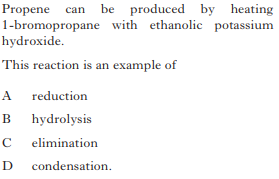 Propene can be produced by heating
1-bromopropane with ethanolic potassium
hydroxide.
This reaction is an example of
A reduction
B hydrolysis
C elimination
D condensation.